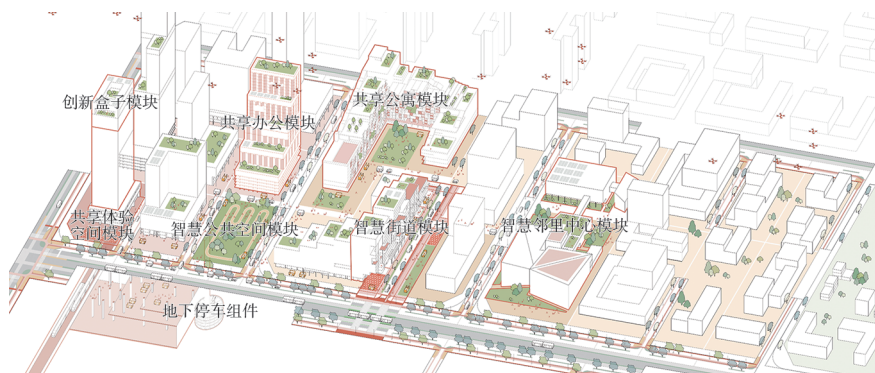 创新盒子模块
共享办公模块
共享公寓模块
共享体验
空间模块
智慧公共空间模块
智慧街道模块
智慧邻里中心模块
地下停车组件